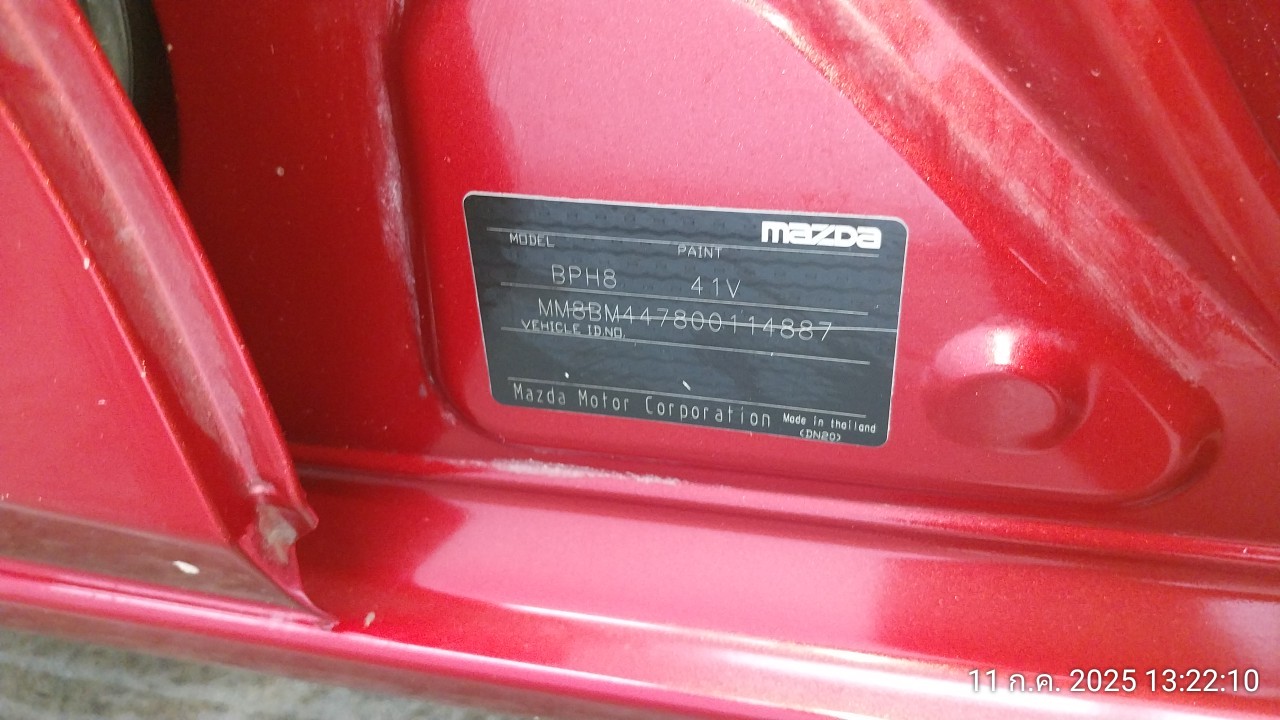 mazda
MODEL PAINT
BPH8 41V
MM8BM447800114887
VEHICLE ID.NO.
Mazda Motor Corporation Made in thailand
(DN20)
11 ก.ค. 2025 13:22:10